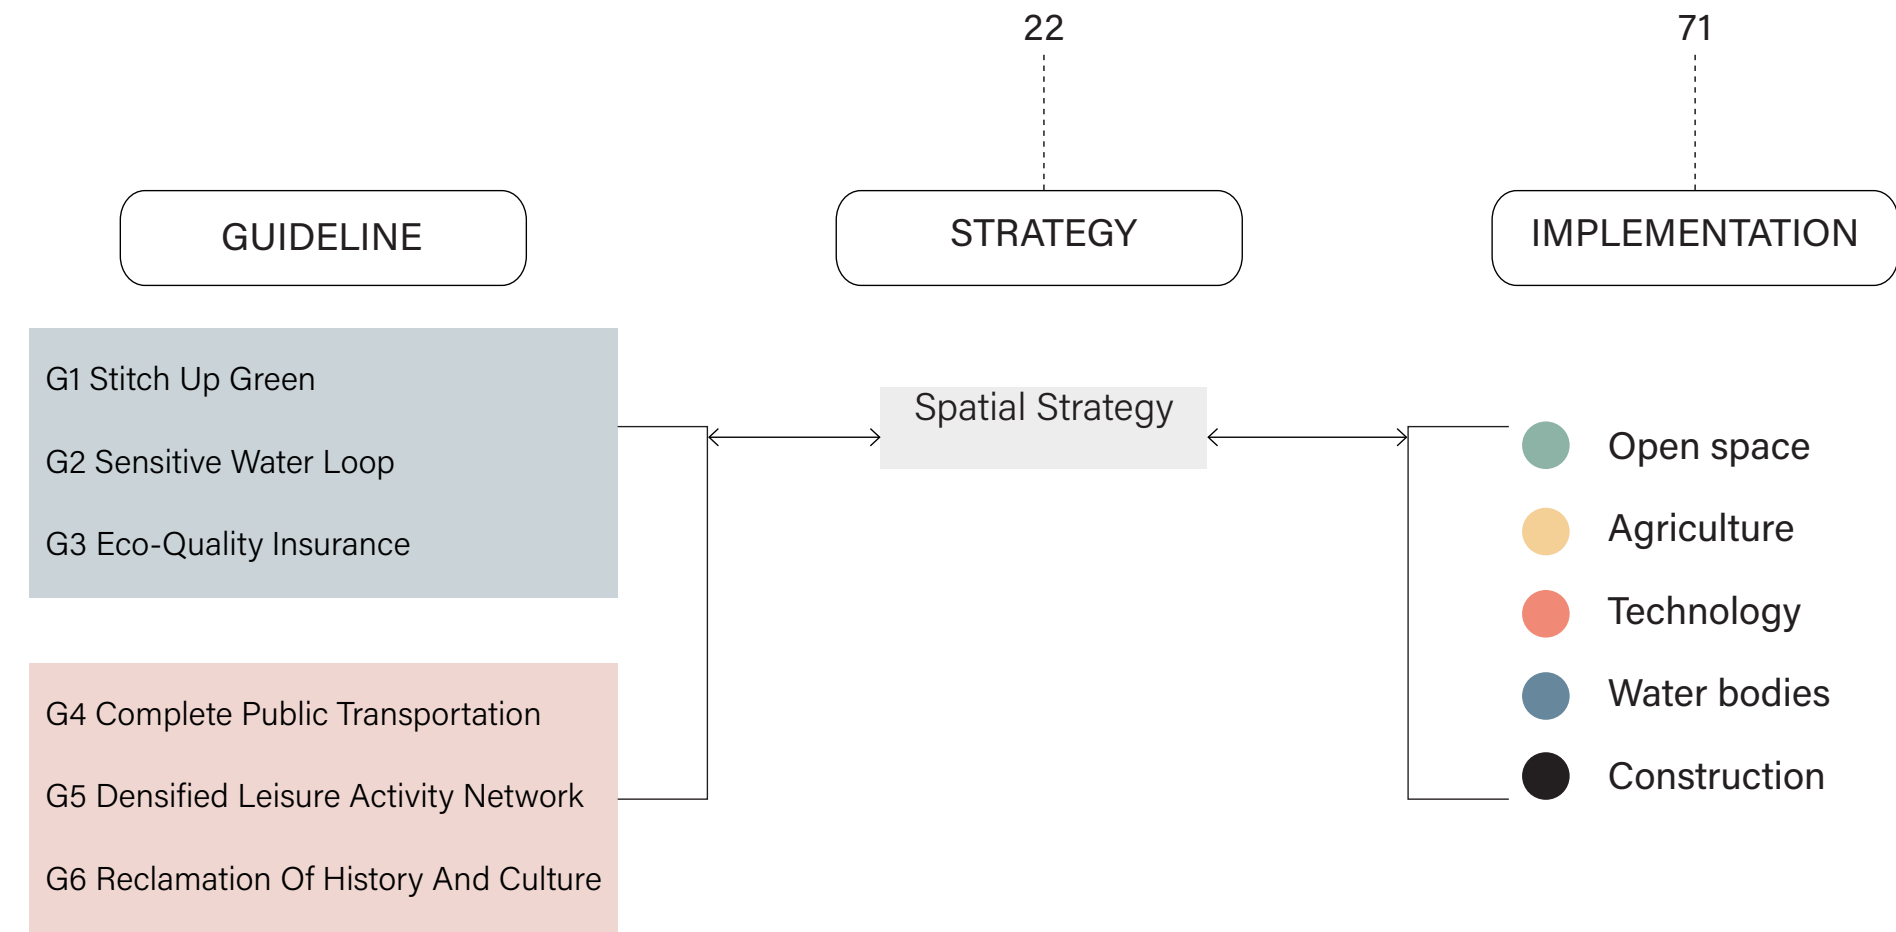 22
71
GUIDELINE
STRATEGY
IMPLEMENTATION
G1 Stitch Up Green
G2 Sensitive Water Loop
G3 Eco-Quality Insurance
G4 Complete Public Transportation
G5 Densified Leisure Activity Network
G6 Reclamation Of History And Culture
Spatial Strategy
Open space
Agriculture
Technology
Water bodies
Construction